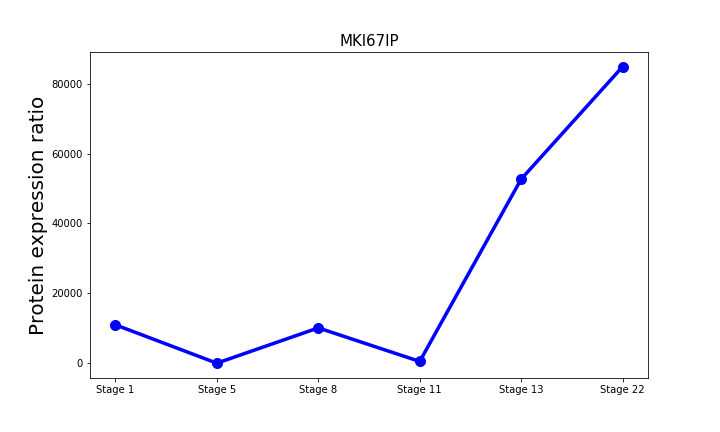 MKI67IP
Protein expression ratio
80000
60000
40000
20000
0
Stage 1 Stage 5 Stage 8 Stage 11 Stage 13 Stage 22